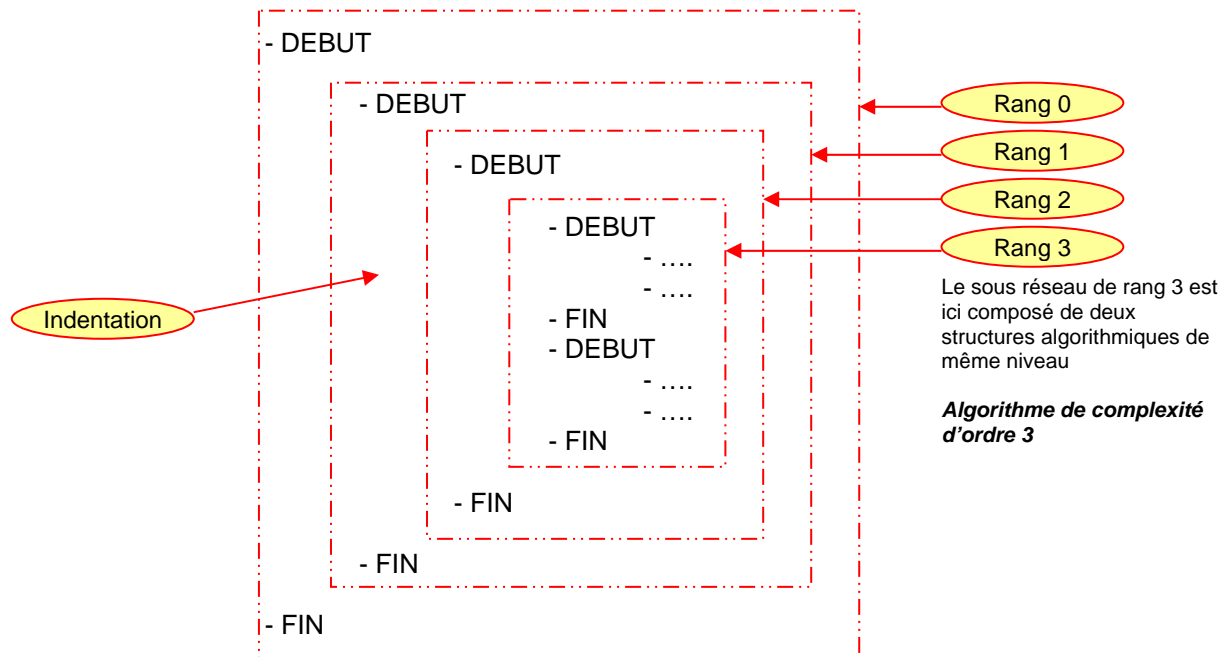 - DEBUT
- DEBUT
Rang 0
Rang 1
- DEBUT
Rang 2
- DEBUT
Rang 3
- ….
- ….
Le sous réseau de rang 3 est
ici composé de deux
structures algorithmiques de
même niveau
Indentation
- FIN
- DEBUT
- ….
- ….
Algorithme de complexité
d’ordre 3
- FIN
- FIN
- FIN
- FIN